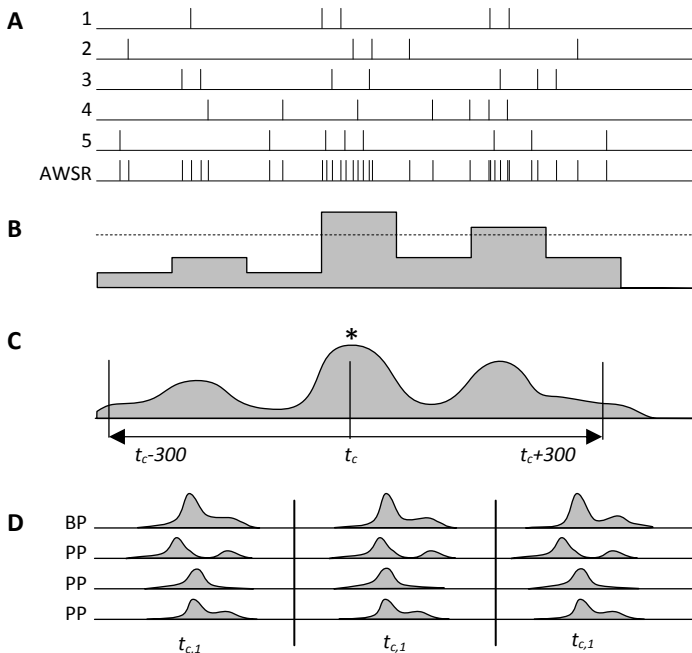 A 1
2
3
4
5
AWSR
B
C *
t_c-300 t_c t_c+300
D BP
PP
PP
PP
t_c,1 t_c,1 t_c,1